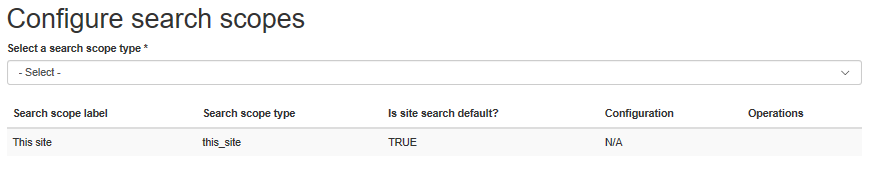 Configure search scopes
Select a search scope type *
- Select -
Search scope label Search scope type Is site search default? Configuration Operations
This site this_site TRUE N/A